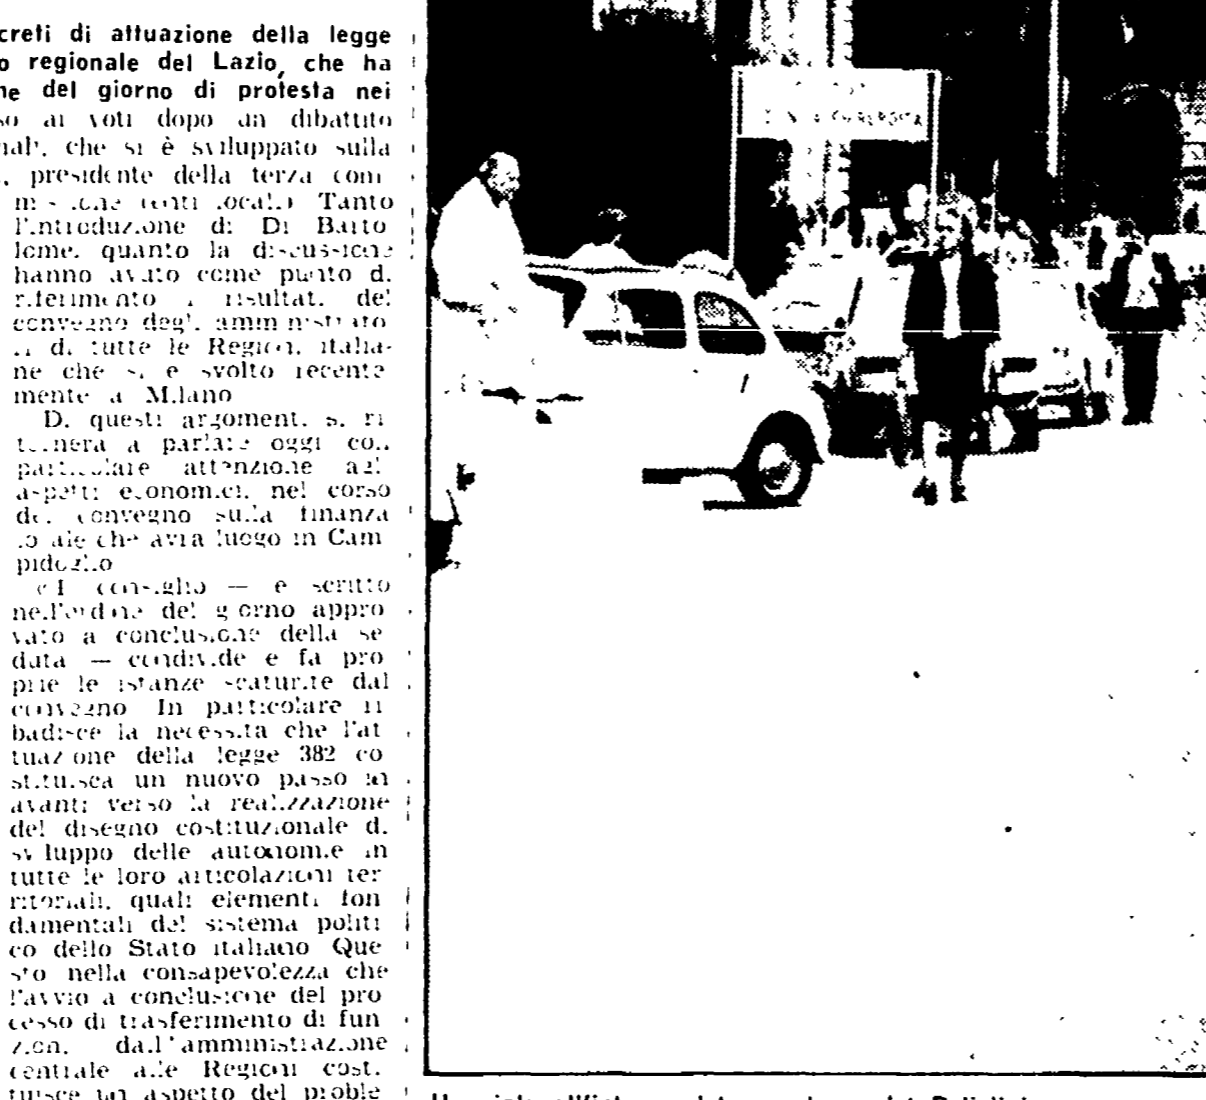 creti di attuazione della legge
o regionale del Lazio, che ha
ne del giorno di protesta nei
so ai voti dopo un dibattito
che si è sviluppato sulla
presidente della terza com
Tanto
l'introduzione di Di Barto
lome, quanto la discussione
hanno avuto come punto di
riferimento i risultati del
convegno degli amministrato
ri di tutte le Regioni italia-
ne che si è svolto recente
mente a Milano
Di questi argomenti si ri
tornerà a parlare oggi con
particolare attenzione agli
aspetti economici, nel corso
del convegno sulla finanza
locale che avrà luogo in Cam
pidoglio
«Il consiglio — è scritto
nell'ordine del giorno appro
vato a conclusione della se
duta — condivide e fa pro
prie le istanze scaturite dal
convegno In particolare ri
badisce la necessità che l'at
tuazione della legge 382 co
stituisca un nuovo passo in
avanti verso la realizzazione
del disegno costituzionale di
sviluppo delle autonomie in
tutte le loro articolazioni ter
ritoriali, quali elementi fon
damentali del sistema politi
co dello Stato italiano Que
sto nella consapevolezza che
l'avvio a conclusione del pro
cesso di trasferimento di fun
zioni dall'amministrazione
centrale alle Regioni costi
tuisce un aspetto del proble